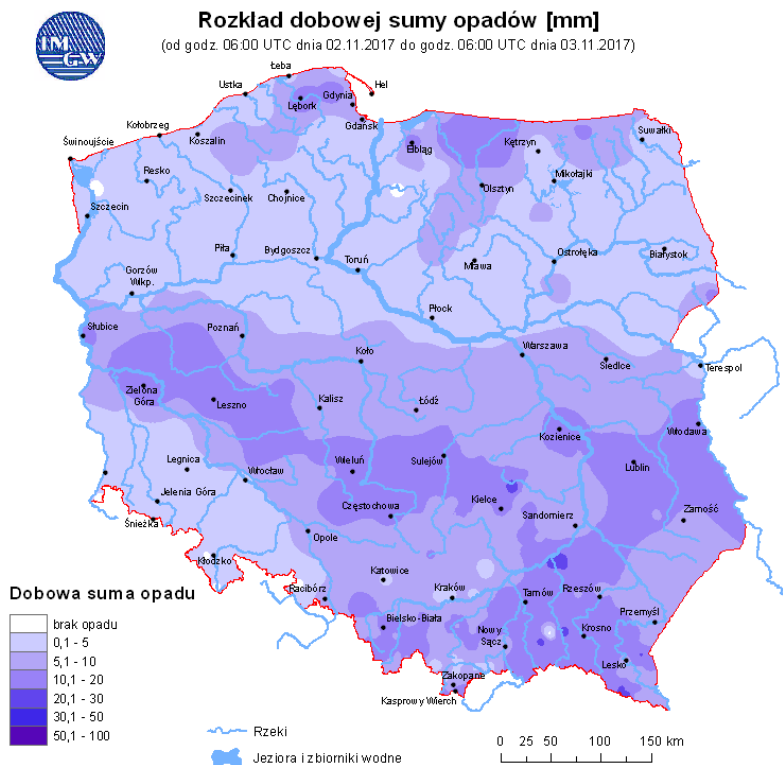 Rozkład dobowej sumy opadów [mm]
(od godz. 06:00 UTC dnia 02.11.2017 do godz. 06:00 UTC dnia 03.11.2017)
IM
GW
Łeba
Ustka
Hel
Lębork
Gdynia
Gdańsk
Kołobrzeg
Koszalin
Elbląg
Kętrzyn
Suwałki
Świnoujście
Resko
Szczecinek
Chojnice
Olsztyn
Mikołajki
Szczecin
Piła
Bydgoszcz
Toruń
Mława
Ostrołęka
Białystok
Gorzów
Wlkp.
Płock
Słubice
Poznań
Koło
Warszawa
Siedlce
Terespol
Zielona
Góra
Leszno
Kalisz
Łódź
Kozienice
Włodawa
Legnica
Wrocław
Wieluń
Sulejów
Lublin
Jelenia Góra
Częstochowa
Kielce
Sandomierz
Zamość
Śnieżka
Opole
Kłodzko
Katowice
Racibórz
Kraków
Tarnów
Rzeszów
Przemyśl
Bielsko-Biała
Nowy
Sącz
Krosno
Lesko
Zakopane
Kasprowy Wierch
Dobowa suma opadu
brak opadu
0,1 - 5
5,1 - 10
10,1 - 20
20,1 - 30
30,1 - 50
50,1 - 100
Rzeki
Jeziora i zbiorniki wodne
0 25 50 100 150 km